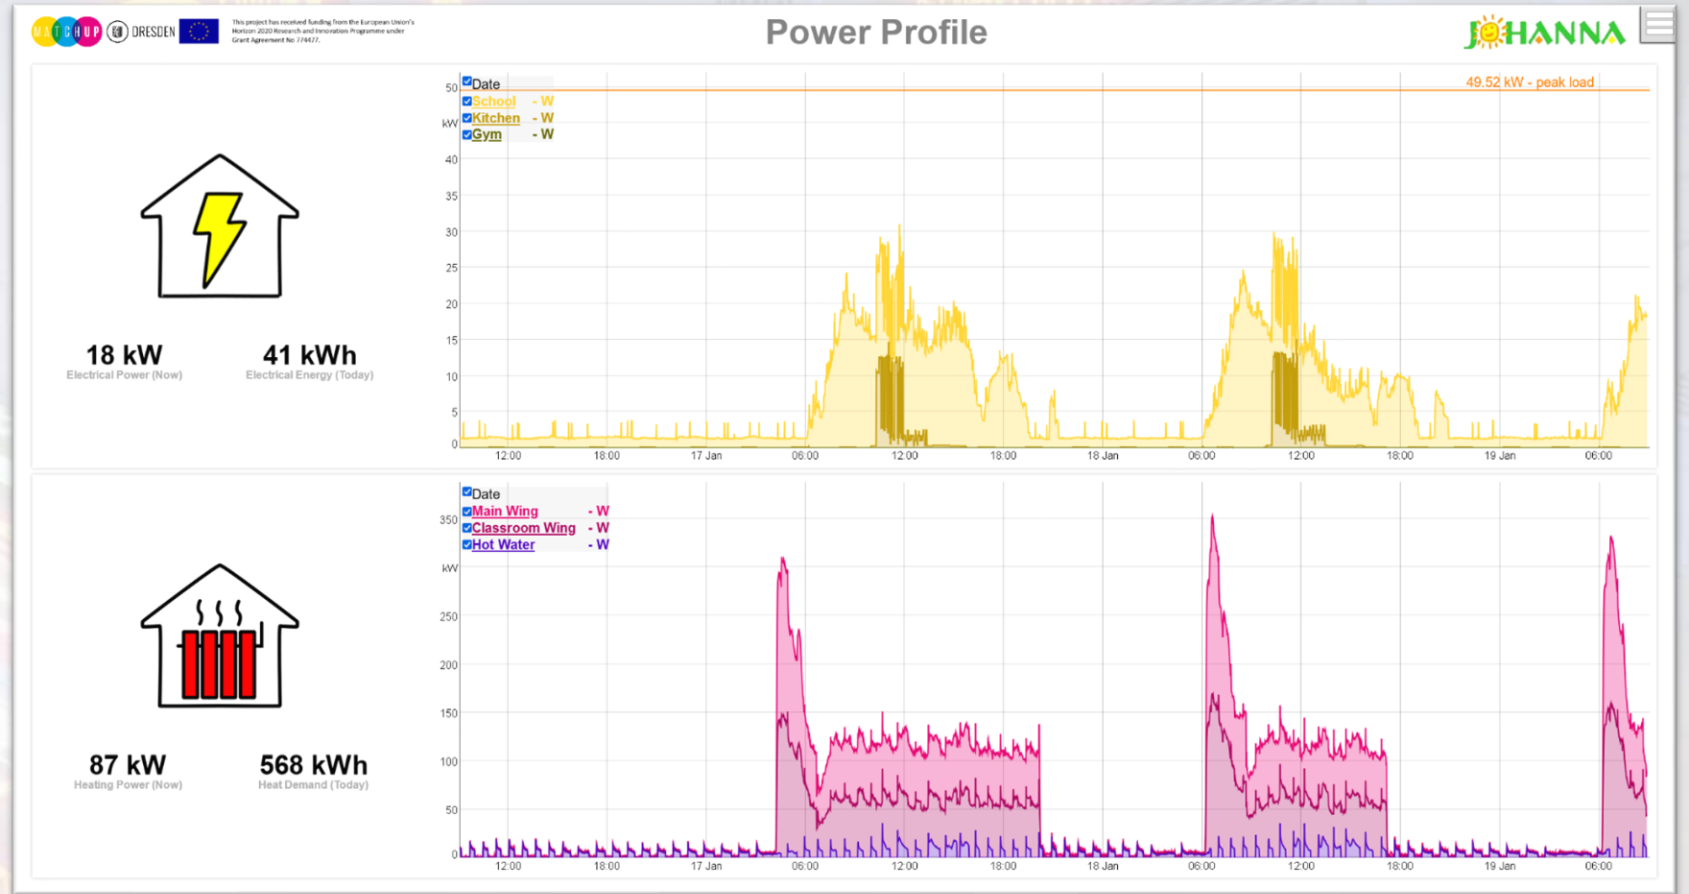 MATCHUP
DRESDEN
This project has received funding from the European Union's
Horizon 2020 Research and Innovation Programme under
Grant Agreement No 774477.
Power Profile
JOHANNA
18 kW
Electrical Power (Now)
41 kWh
Electrical Energy (Today)
Date
School - W
Kitchen - W
Gym - W
49.52 kW - peak load
50
kW
40
35
30
25
20
15
10
5
0
12:00 18:00 17 Jan 06:00 12:00 18:00 18 Jan 06:00 12:00 18:00 19 Jan 06:00
87 kW
Heating Power (Now)
568 kWh
Heat Demand (Today)
Date
Main Wing - W
Classroom Wing - W
Hot Water - W
350
kW
250
200
150
100
50
0
12:00 18:00 17 Jan 06:00 12:00 18:00 18 Jan 06:00 12:00 18:00 19 Jan 06:00